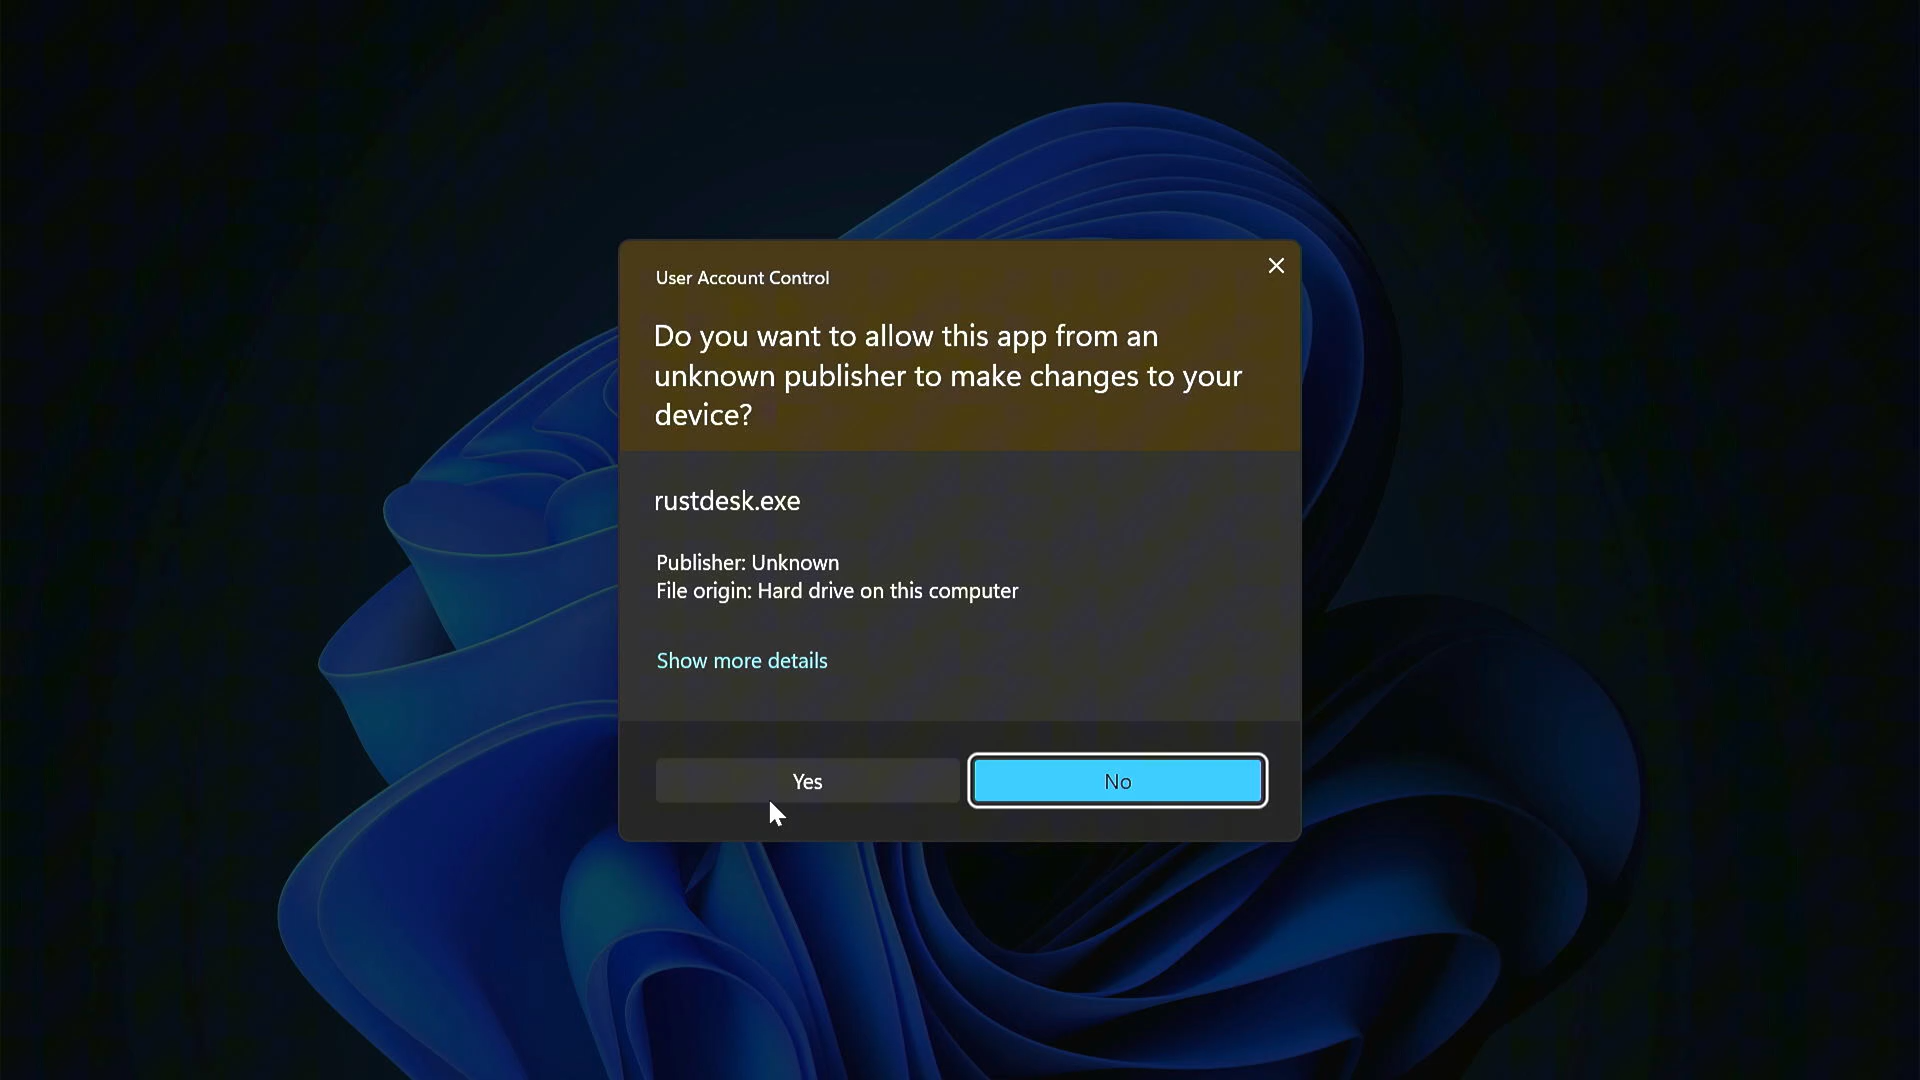 User Account Control
Do you want to allow this app from an
unknown publisher to make changes to your
device?
rustdesk.exe
Publisher: Unknown
File origin: Hard drive on this computer
Show more details
Yes
No